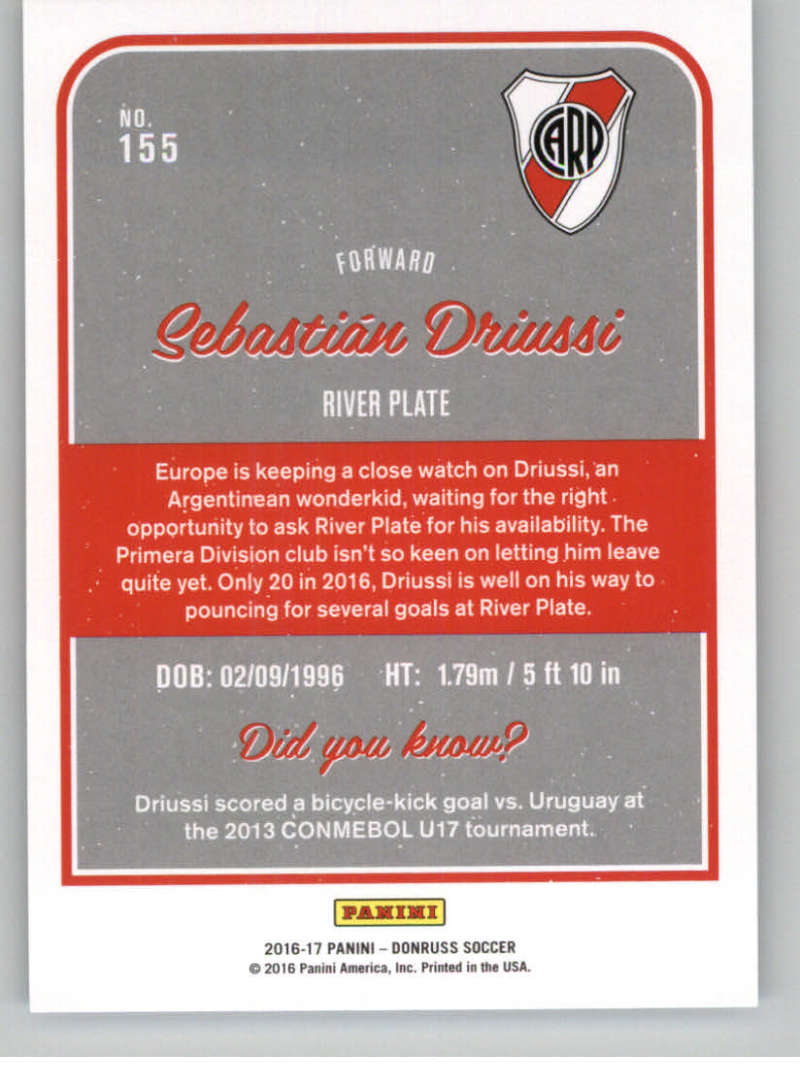 NO.
155
CARP
FORWARD
Sebastián Driussi
RIVER PLATE
Europe is keeping a close watch on Driussi, an
Argentinean wonderkid, waiting for the right
opportunity to ask River Plate for his availability. The
Primera Division club isn't so keen on letting him leave
quite yet. Only 20 in 2016, Driussi is well on his way to
pouncing for several goals at River Plate.
DOB: 02/09/1996 HT: 1.79m / 5 ft 10 in
Did you know?
Driussi scored a bicycle-kick goal vs. Uruguay at
the 2013 CONMEBOL U17 tournament.
PANINI
2016-17 PANINI – DONRUSS SOCCER
© 2016 Panini America, Inc. Printed in the USA.